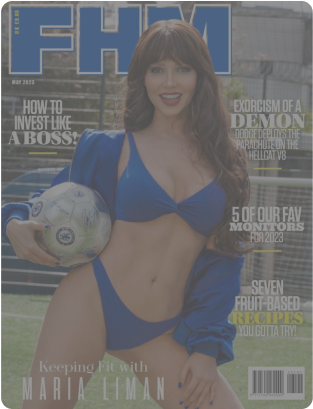 FHM
MAY 2023
HOW TO
INVEST LIKE
A BOSS!
EXORCISM OF A
DEMON
DODGE DEPLOYS THE
PARACHUTE ON THE
HELLCAT V8
5 OF OUR FAV
MONITORS
FOR 2023
SEVEN
FRUIT-BASED
RECIPES
YOU GOTTA TRY!
Keeping Fit with
MARIA LIMAN